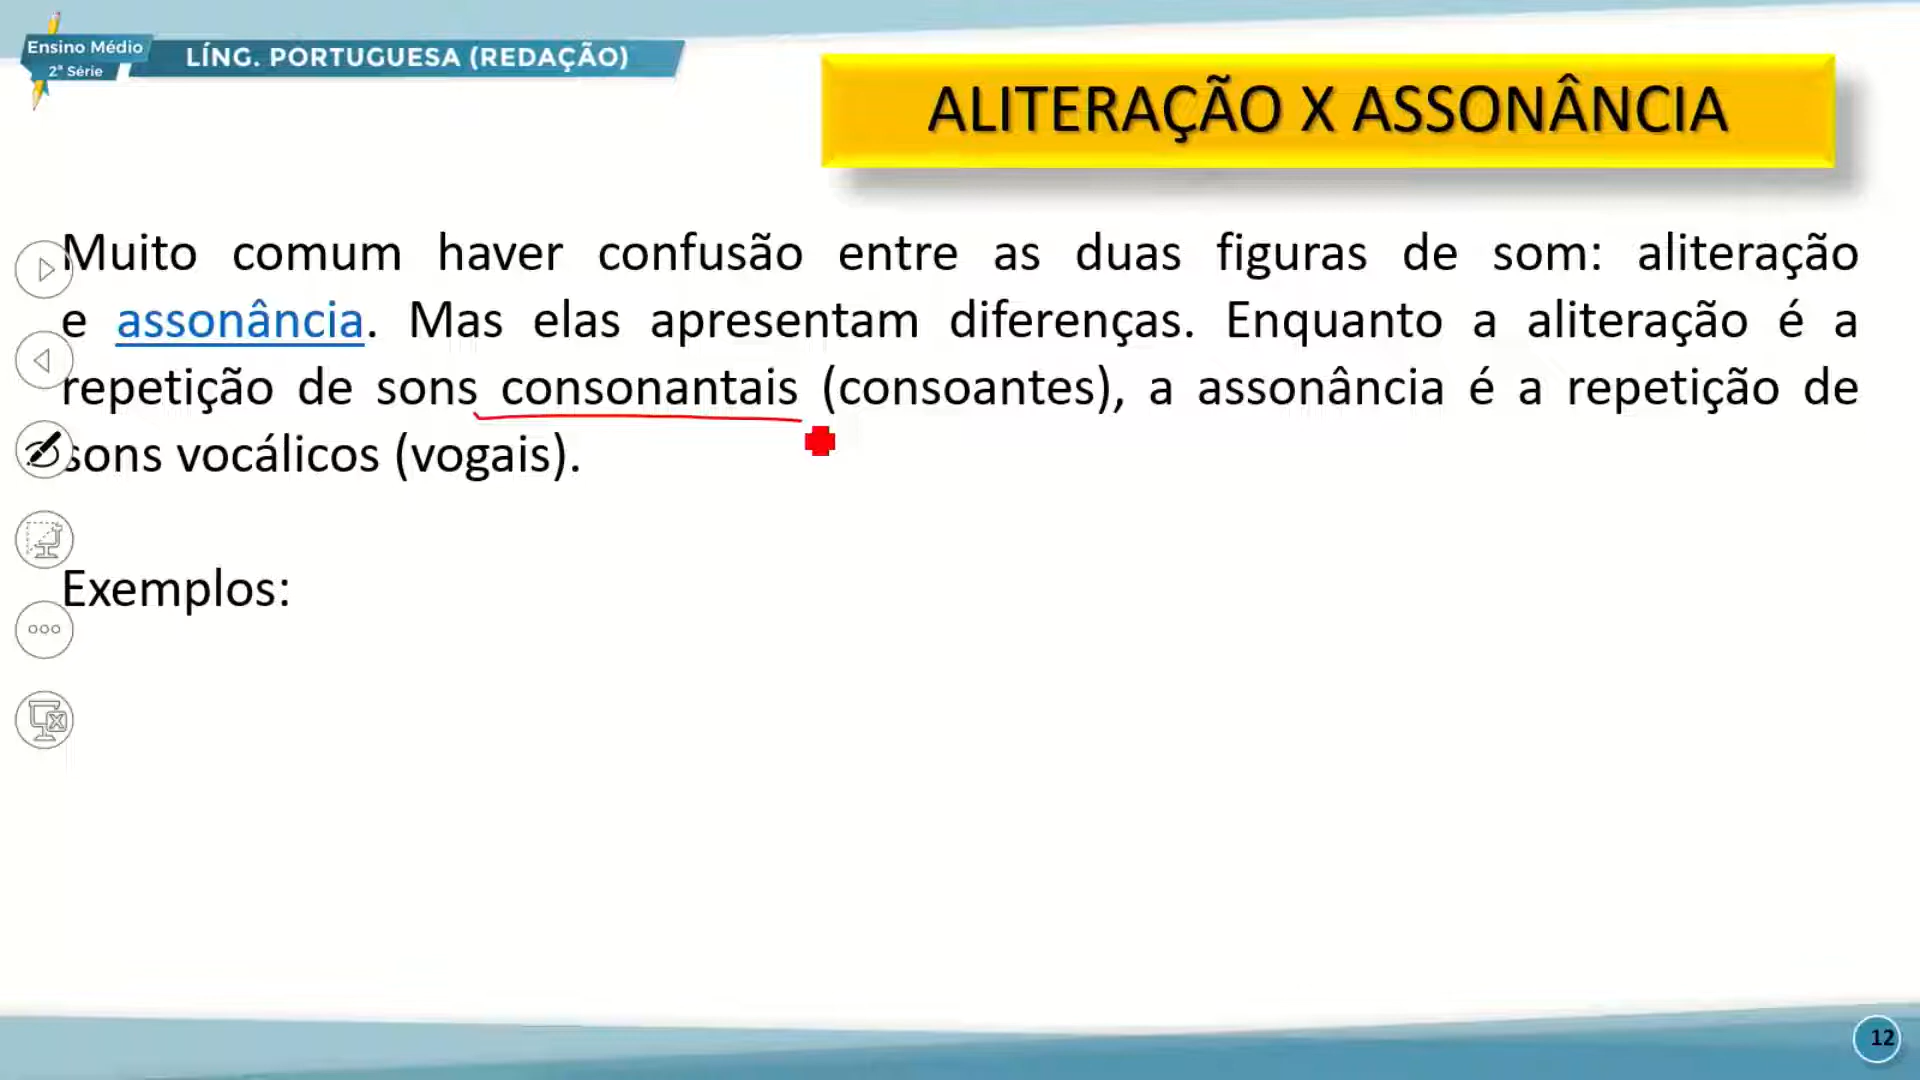 Ensino Médio
2ª Série
LÍNG. PORTUGUESA (REDAÇÃO)
ALITERAÇÃO X ASSONÂNCIA
Muito comum haver confusão entre as duas figuras de som: aliteração
e assonância. Mas elas apresentam diferenças. Enquanto a aliteração é a
repetição de sons consonantais (consoantes), a assonância é a repetição de
sons vocálicos (vogais).
Exemplos:
12